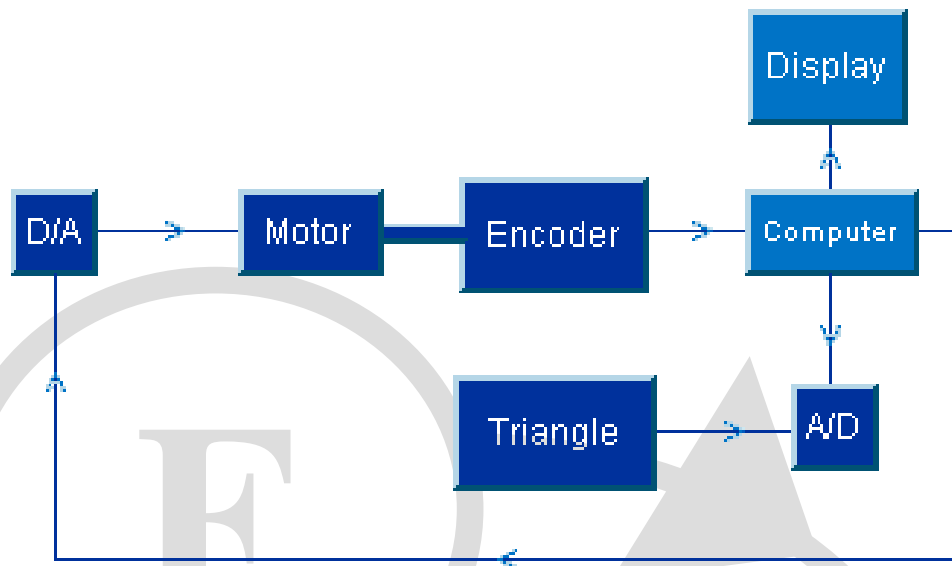 Display
D/A
Motor
Encoder
Computer
Triangle
A/D